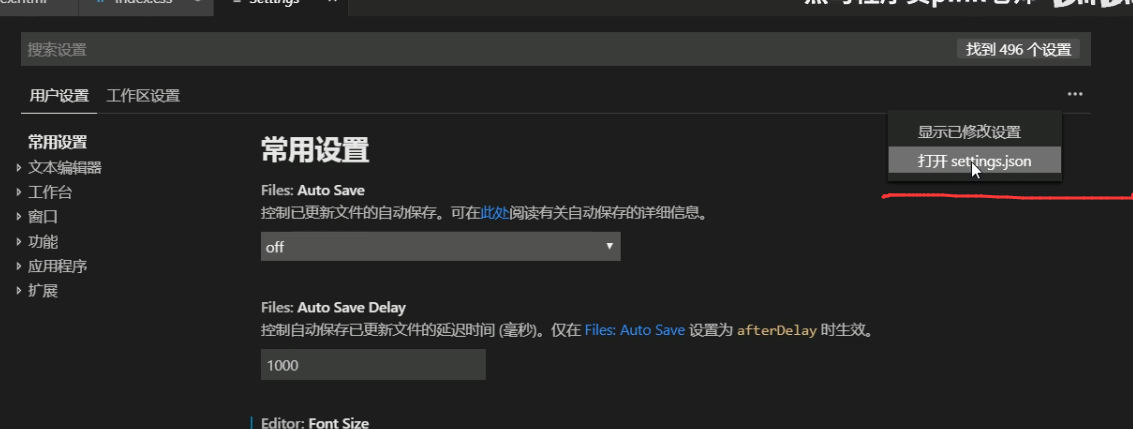 index.css
Settings
搜索设置
找到 496 个设置
用户设置 工作区设置
···
显示已修改设置
打开 settings.json
常用设置
文本编辑器
工作台
窗口
功能
应用程序
扩展
常用设置
Files: Auto Save
控制已更新文件的自动保存。可在此处阅读有关自动保存的详细信息。
off
Files: Auto Save Delay
控制自动保存已更新文件的延迟时间 (毫秒)。仅在 Files: Auto Save 设置为 afterDelay 时生效。
1000
Editor: Font Size